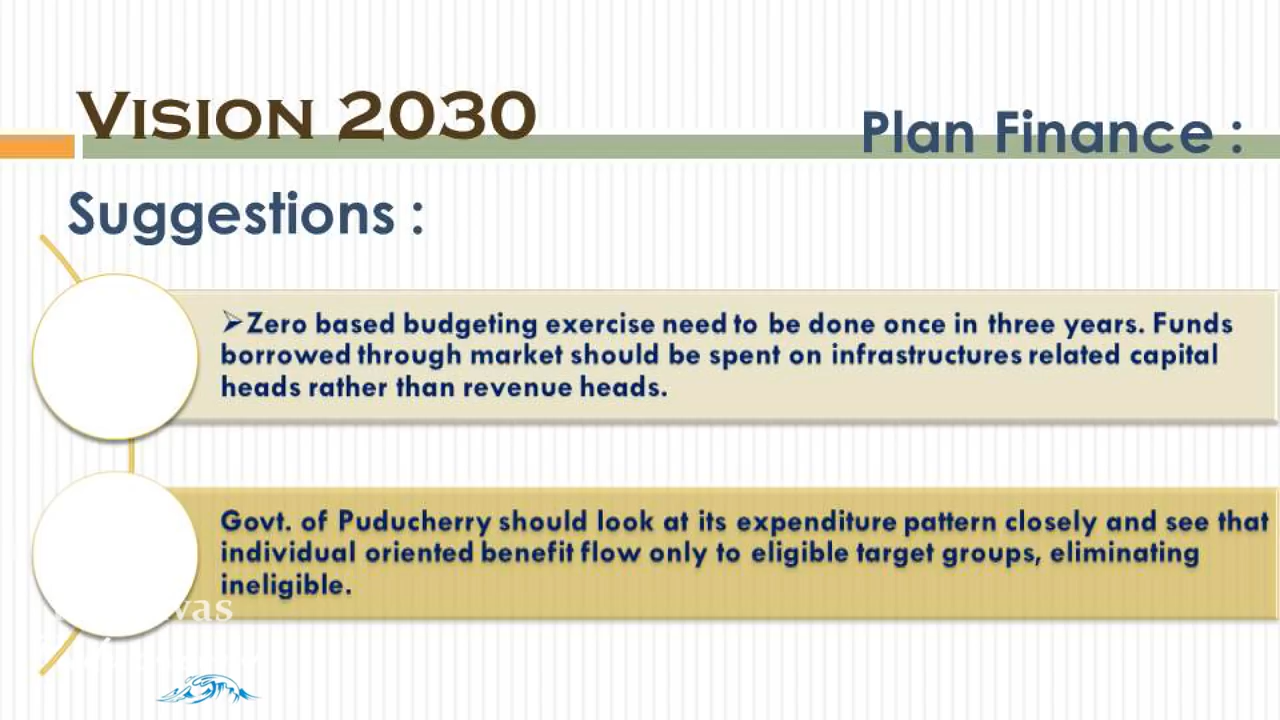 Vision 2030
Plan Finance :
Suggestions :
➢Zero based budgeting exercise need to be done once in three years. Funds
borrowed through market should be spent on infrastructures related capital
heads rather than revenue heads.
Govt. of Puducherry should look at its expenditure pattern closely and see that
individual oriented benefit flow only to eligible target groups, eliminating
ineligible.